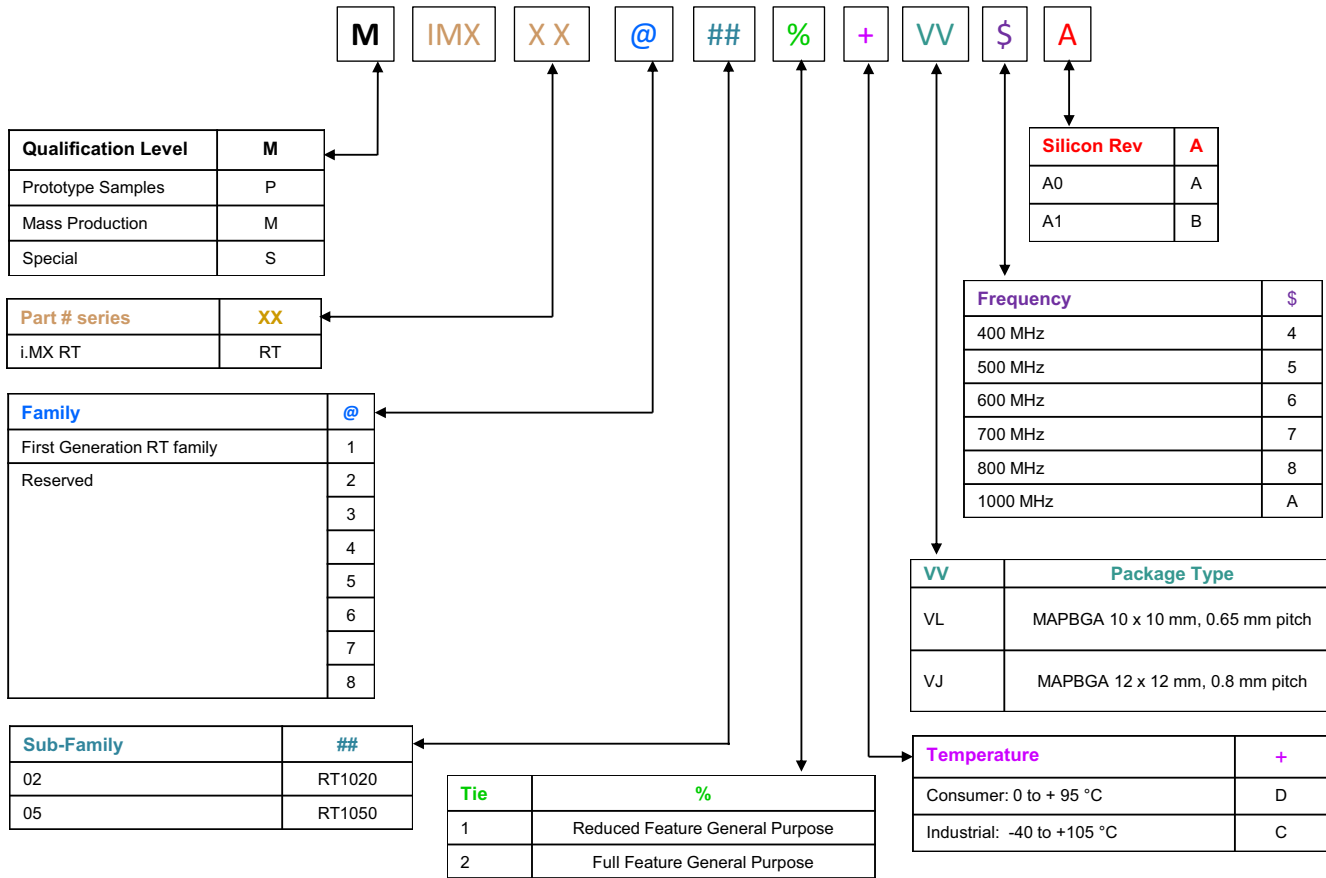 M IMX X X @ ## % + VV $ A
Qualification Level M
Prototype Samples P
Mass Production M
Special S
Silicon Rev A
A0 A
A1 B
Part # series XX
i.MX RT RT
Frequency $
400 MHz 4
500 MHz 5
600 MHz 6
700 MHz 7
800 MHz 8
1000 MHz A
Family @
First Generation RT family 1
Reserved 2
3
4
5
6
7
8
VV Package Type
VL MAPBGA 10 x 10 mm, 0.65 mm pitch
VJ MAPBGA 12 x 12 mm, 0.8 mm pitch
Sub-Family ##
02 RT1020
05 RT1050
Tie %
1 Reduced Feature General Purpose
2 Full Feature General Purpose
Temperature +
Consumer: 0 to + 95 °C D
Industrial: -40 to +105 °C C